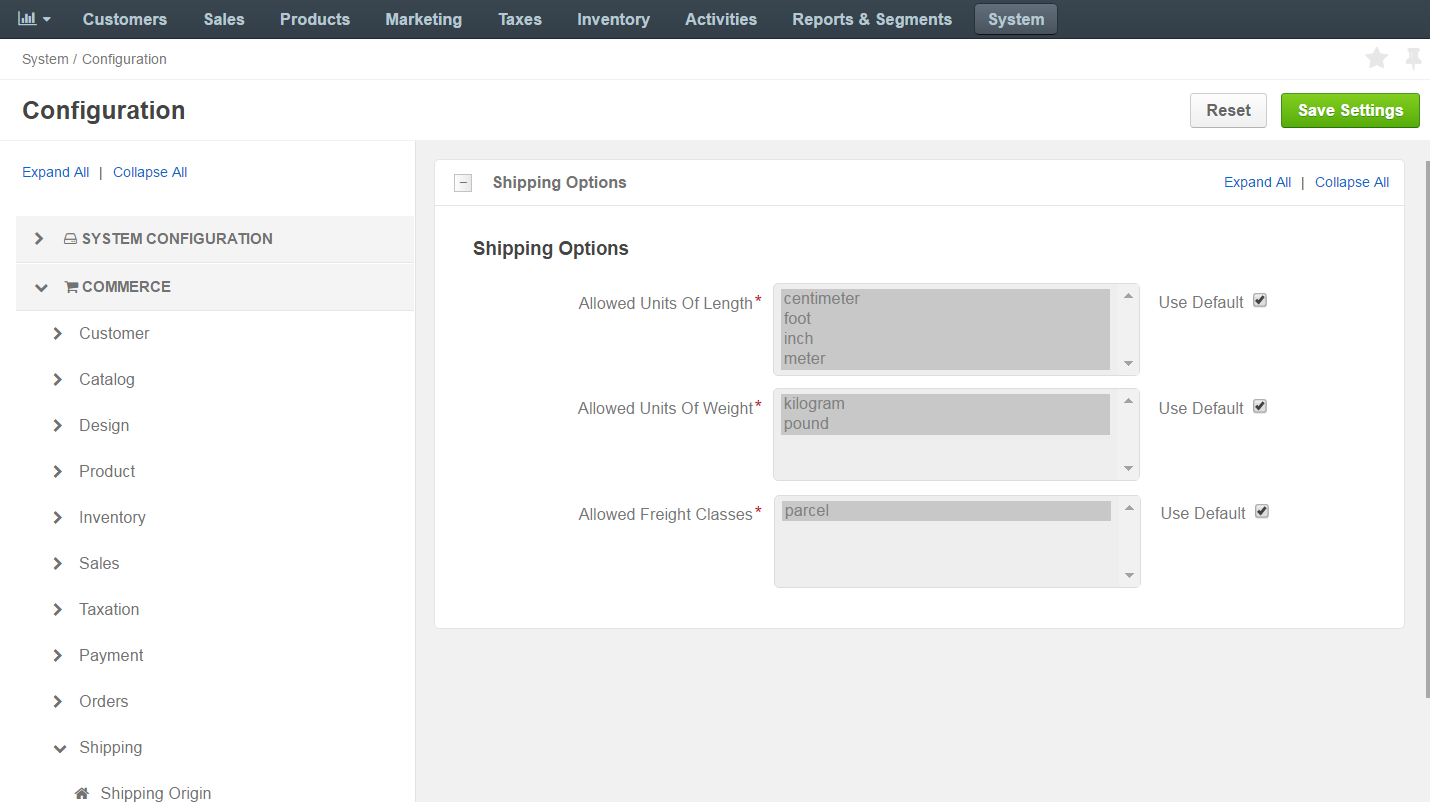 Customers Sales Products Marketing Taxes Inventory Activities Reports & Segments System
System / Configuration
Configuration
Reset Save Settings
Expand All | Collapse All
SYSTEM CONFIGURATION
COMMERCE
Customer
Catalog
Design
Product
Inventory
Sales
Taxation
Payment
Orders
Shipping
Shipping Origin
Shipping Options Expand All | Collapse All
Shipping Options
Allowed Units Of Length* centimeter Use Default
foot
inch
meter
Allowed Units Of Weight* kilogram Use Default
pound
Allowed Freight Classes* parcel Use Default